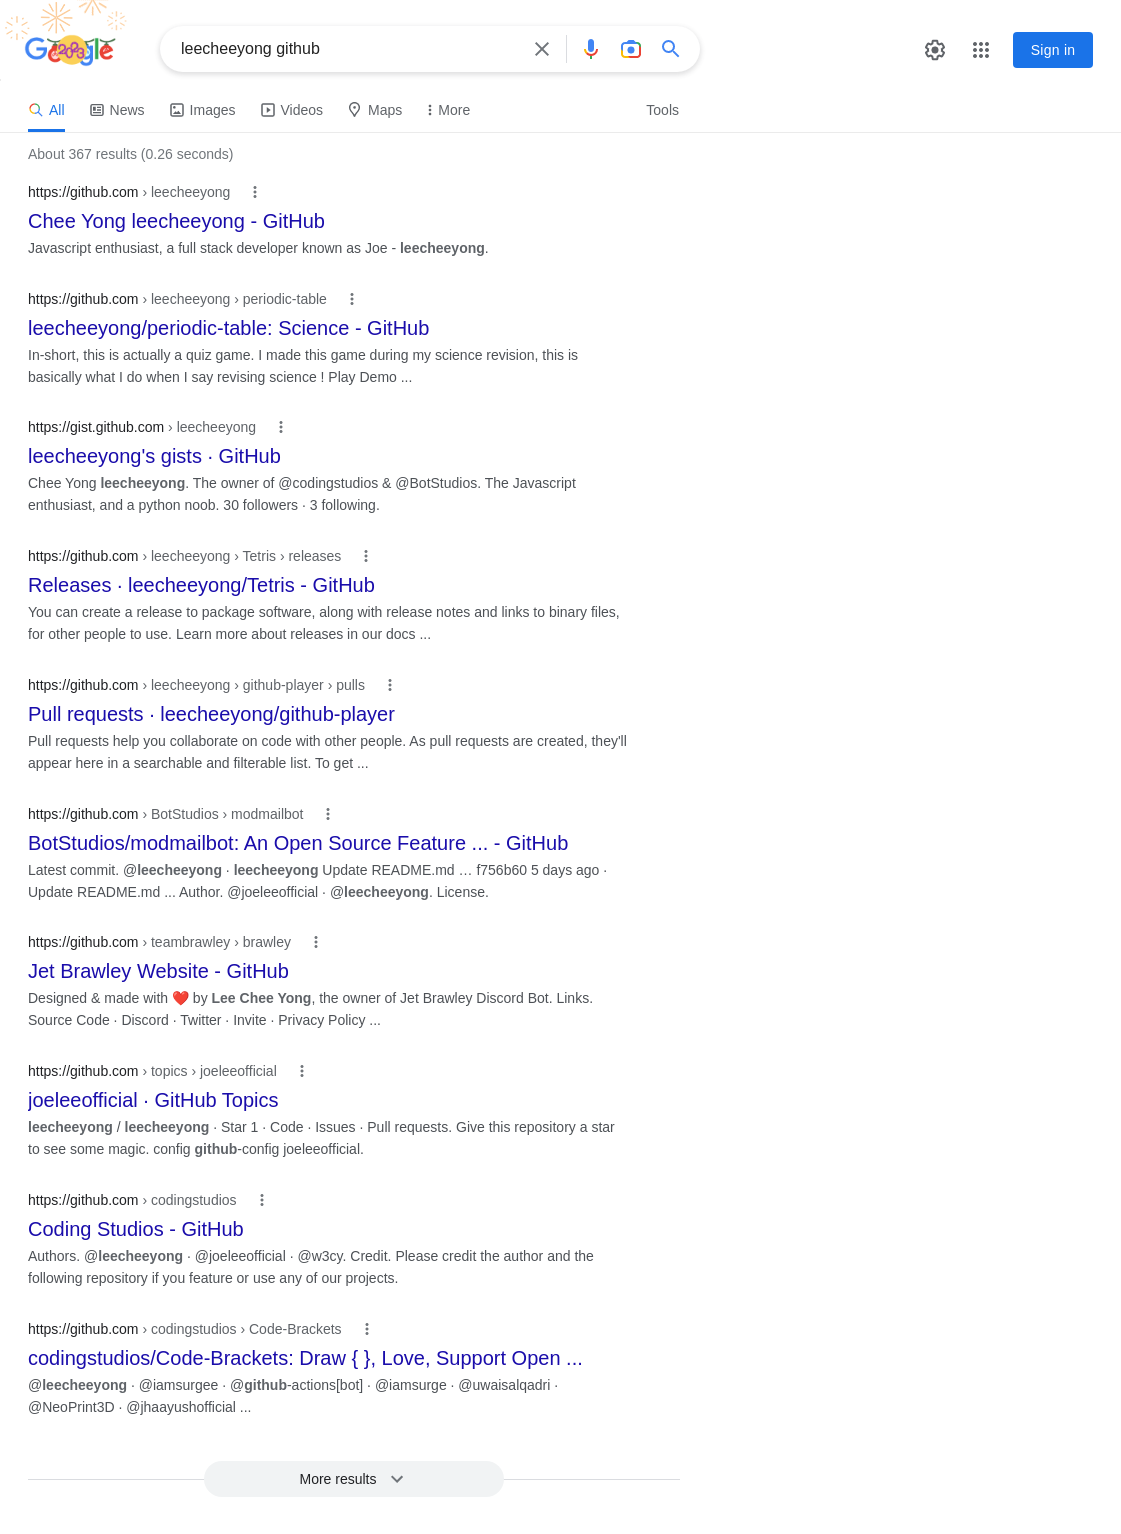 Google
leecheeyong github
Sign in
All News Images Videos Maps More Tools
About 367 results (0.26 seconds)
https://github.com › leecheeyong
Chee Yong leecheeyong - GitHub
Javascript enthusiast, a full stack developer known as Joe - leecheeyong.
https://github.com › leecheeyong › periodic-table
leecheeyong/periodic-table: Science - GitHub
In-short, this is actually a quiz game. I made this game during my science revision, this is
basically what I do when I say revising science ! Play Demo ...
https://gist.github.com › leecheeyong
leecheeyong's gists · GitHub
Chee Yong leecheeyong. The owner of @codingstudios & @BotStudios. The Javascript
enthusiast, and a python noob. 30 followers · 3 following.
https://github.com › leecheeyong › Tetris › releases
Releases · leecheeyong/Tetris - GitHub
You can create a release to package software, along with release notes and links to binary files,
for other people to use. Learn more about releases in our docs ...
https://github.com › leecheeyong › github-player › pulls
Pull requests · leecheeyong/github-player
Pull requests help you collaborate on code with other people. As pull requests are created, they'll
appear here in a searchable and filterable list. To get ...
https://github.com › BotStudios › modmailbot
BotStudios/modmailbot: An Open Source Feature ... - GitHub
Latest commit. @leecheeyong · leecheeyong Update README.md … f756b60 5 days ago ·
Update README.md ... Author. @joeleeofficial · @leecheeyong. License.
https://github.com › teambrawley › brawley
Jet Brawley Website - GitHub
Designed & made with ❤️ by Lee Chee Yong, the owner of Jet Brawley Discord Bot. Links.
Source Code · Discord · Twitter · Invite · Privacy Policy ...
https://github.com › topics › joeleeofficial
joeleeofficial · GitHub Topics
leecheeyong / leecheeyong · Star 1 · Code · Issues · Pull requests. Give this repository a star
to see some magic. config github-config joeleeofficial.
https://github.com › codingstudios
Coding Studios - GitHub
Authors. @leecheeyong · @joeleeofficial · @w3cy. Credit. Please credit the author and the
following repository if you feature or use any of our projects.
https://github.com › codingstudios › Code-Brackets
codingstudios/Code-Brackets: Draw { }, Love, Support Open ...
@leecheeyong · @iamsurgee · @github-actions[bot] · @iamsurge · @uwaisalqadri ·
@NeoPrint3D · @jhaayushofficial ...
More results